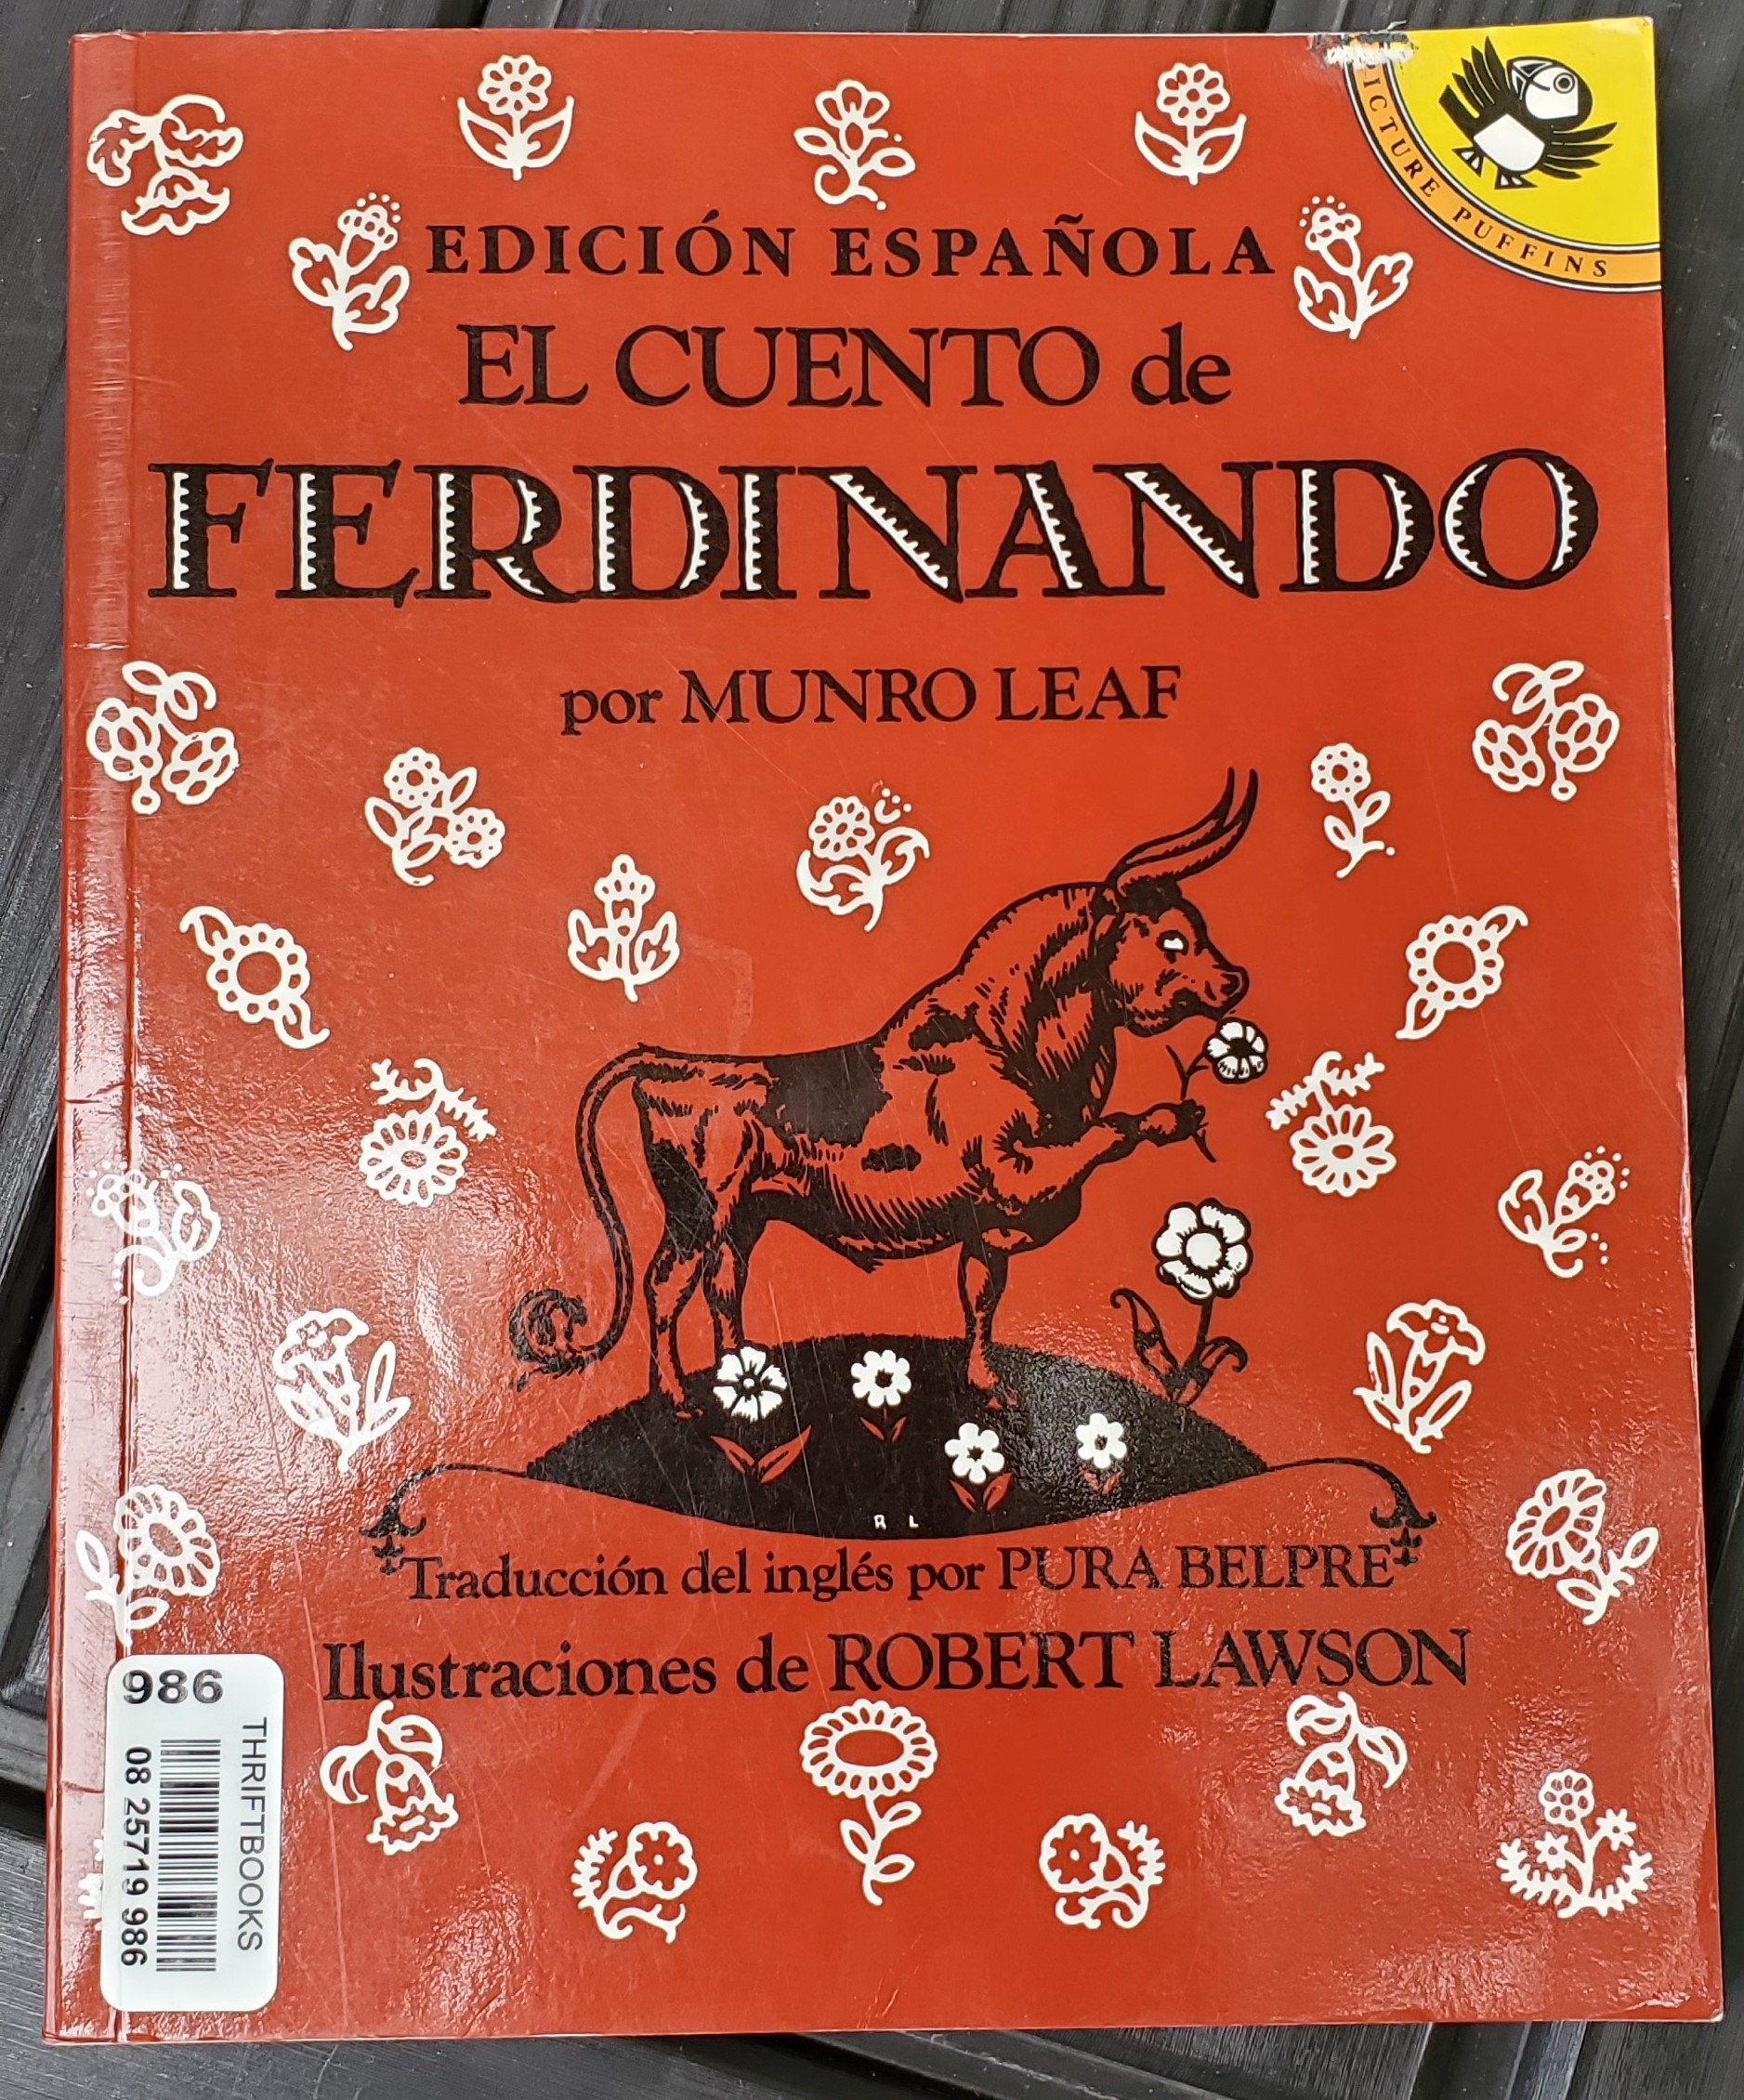 PICTURE PUFFINS
EDICIÓN ESPAÑOLA
EL CUENTO de
FERDINANDO
por MUNRO LEAF
R L
Traducción del inglés por PURA BELPRE
Ilustraciones de ROBERT LAWSON
986
THRIFTBOOKS
08 25719 986